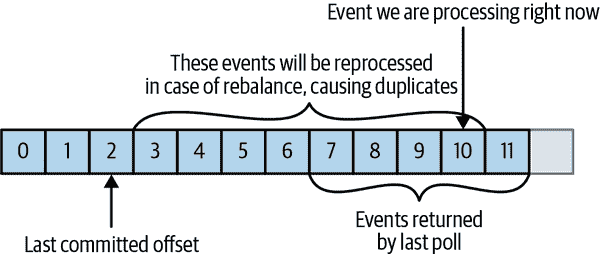 Event we are processing right now
These events will be reprocessed
in case of rebalance, causing duplicates
0 1 2 3 4 5 6 7 8 9 10 11
Last committed offset
Events returned
by last poll